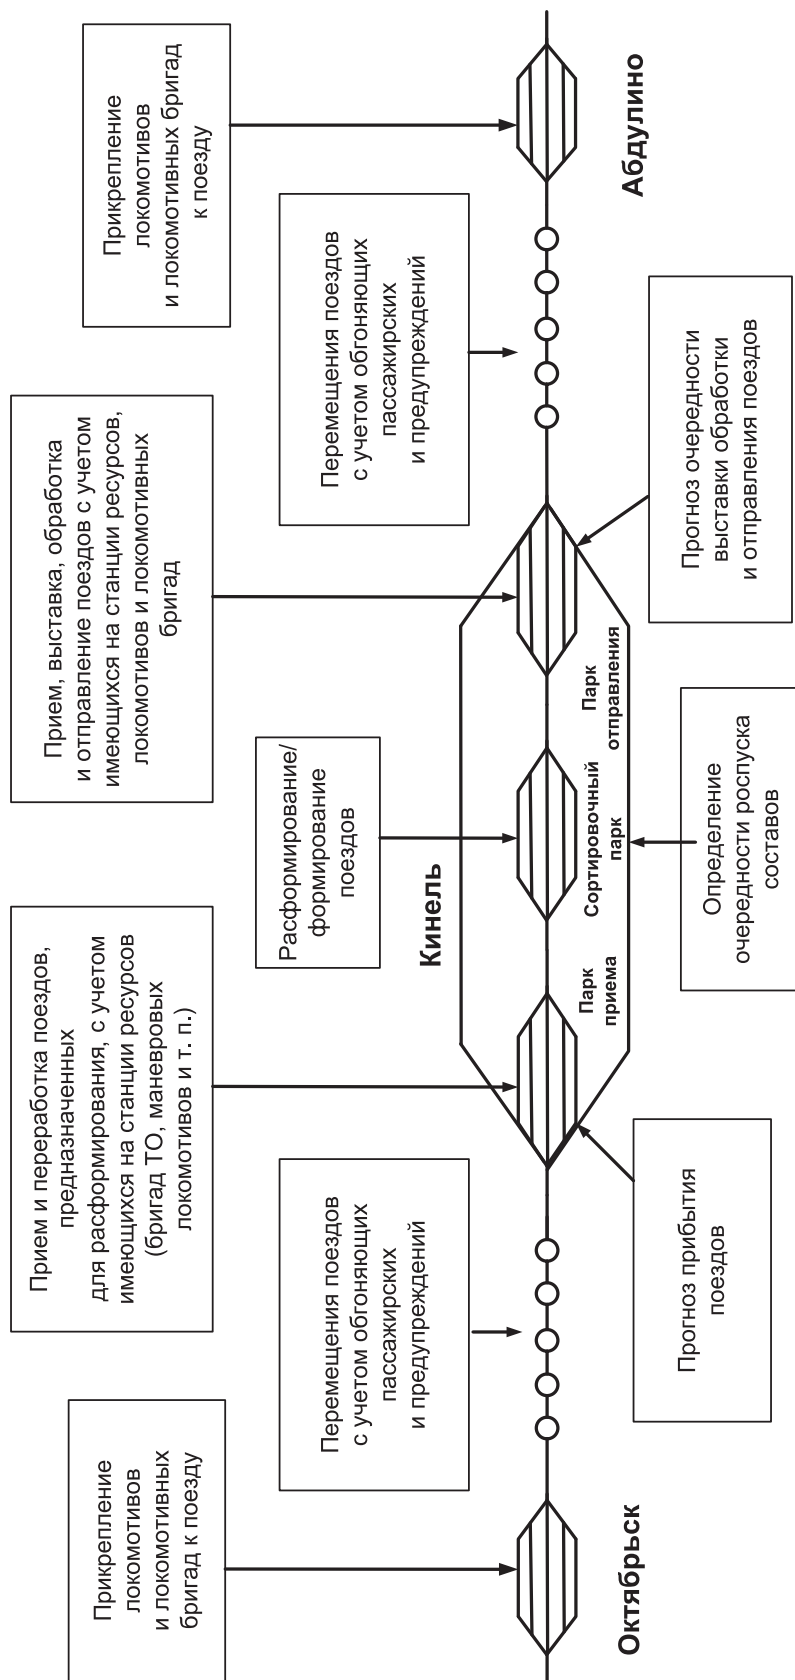 Прикрепление
локомотивов
и локомотивных
бригад к поезду
Прием и переработка поездов,
предназначенных
для расформирования, с учетом
имеющихся на станции ресурсов
(бригад ТО, маневровых
локомотивов и т. п.)
Прием, выставка, обработка
и отправление поездов с учетом
имеющихся на станции ресурсов,
локомотивов и локомотивных
бригад
Прикрепление
локомотивов
и локомотивных бригад
к поезду
Перемещения поездов
с учетом обгоняющих
пассажирских
и предупреждений
Расформирование/
формирование
поездов
Перемещения поездов
с учетом обгоняющих
пассажирских
и предупреждений
Кинель
Октябрьск
Парк
приема
Сортировочный
парк
Парк
отправления
Абдулино
Прогноз прибытия
поездов
Определение
очередности роспуска
составов
Прогноз очередности
выставки обработки
и отправления поездов